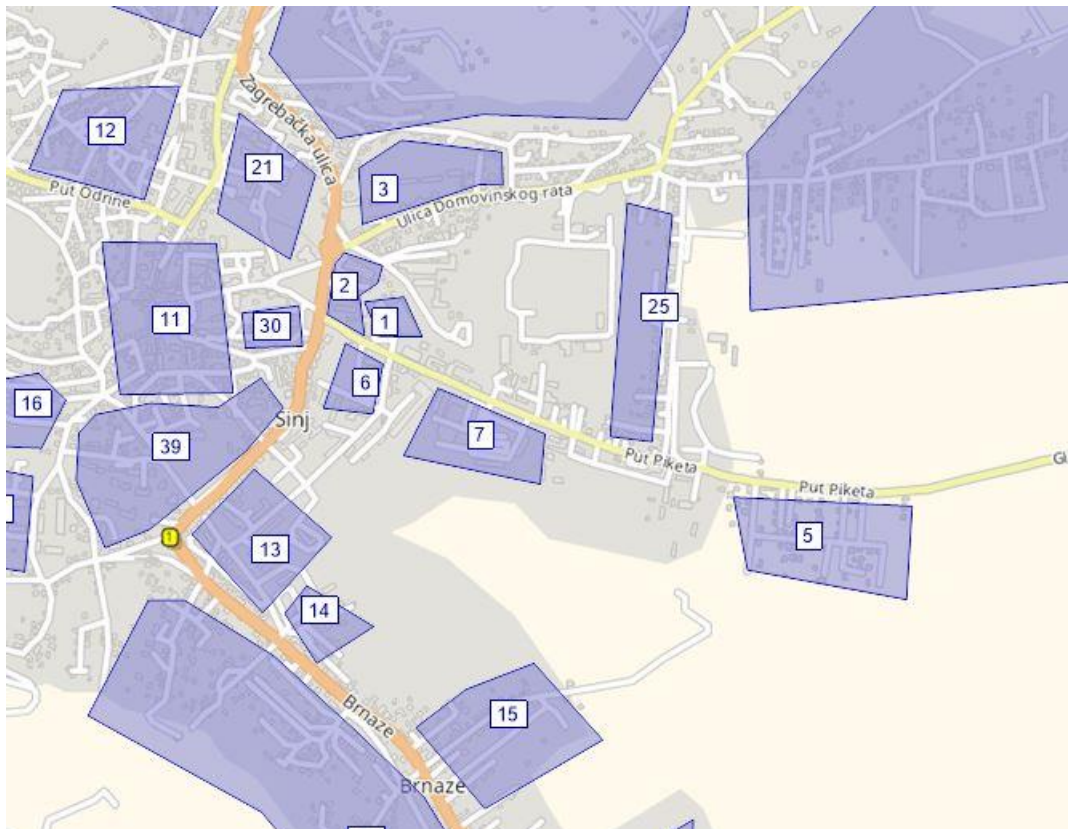 Zagrebačka ulica
12
21
3
Put Odrine
Ulica Domovinskog rata
2
25
11
30
1
6
16
Sinj
39
7
Put Piketa
Put Piketa
1
13
5
14
15
Brnaze
Brnaze